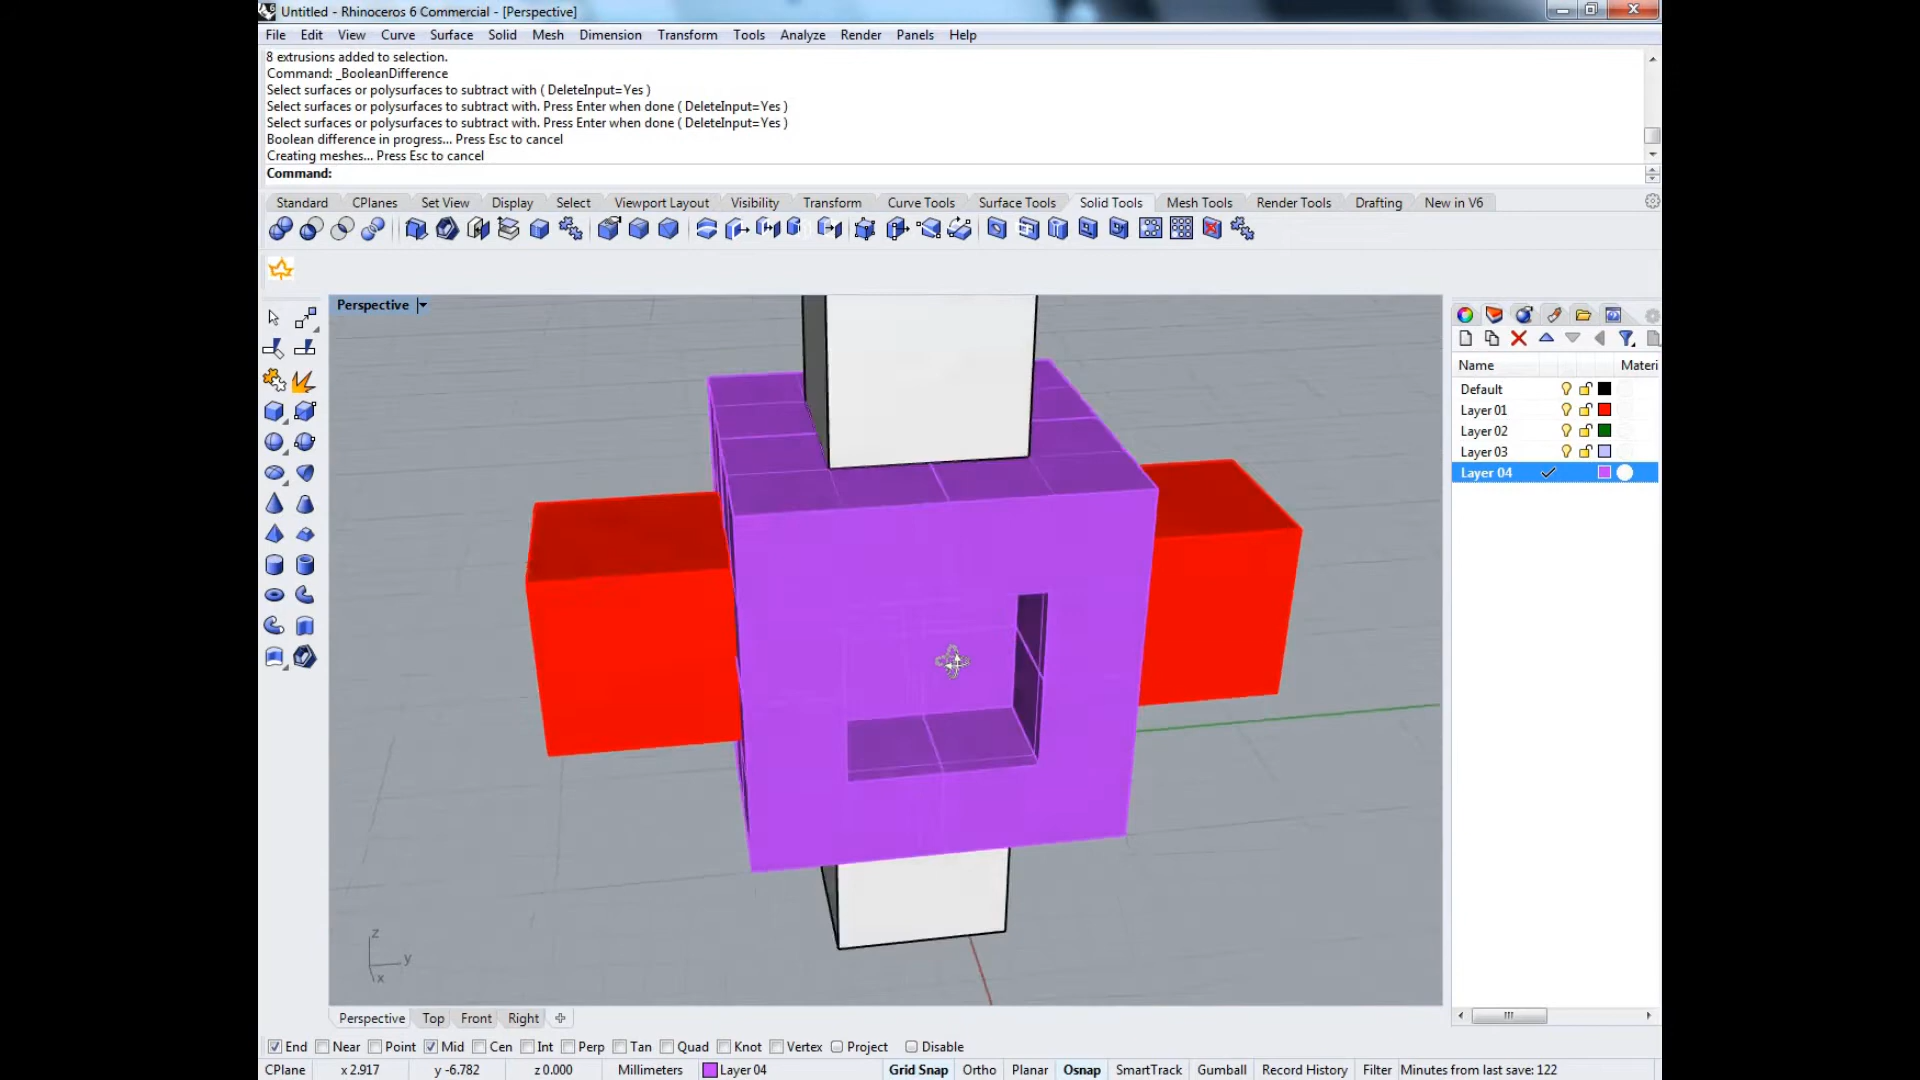 Untitled - Rhinoceros 6 Commercial - [Perspective]
File Edit View Curve Surface Solid Mesh Dimension Transform Tools Analyze Render Panels Help
8 extrusions added to selection.
Command: _BooleanDifference
Select surfaces or polysurfaces to subtract with ( DeleteInput=Yes )
Select surfaces or polysurfaces to subtract with. Press Enter when done ( DeleteInput=Yes )
Select surfaces or polysurfaces to subtract with. Press Enter when done ( DeleteInput=Yes )
Boolean difference in progress... Press Esc to cancel
Creating meshes... Press Esc to cancel
Command:
Standard CPlanes Set View Display Select Viewport Layout Visibility Transform Curve Tools Surface Tools Solid Tools Mesh Tools Render Tools Drafting New in V6
Perspective
Name Materi
Default
Layer 01
Layer 02
Layer 03
Layer 04
z
y
x
Perspective Top Front Right
End Near Point Mid Cen Int Perp Tan Quad Knot Vertex Project Disable
CPlane x 2.917 y -6.782 z 0.000 Millimeters Layer 04 Grid Snap Ortho Planar Osnap SmartTrack Gumball Record History Filter Minutes from last save: 122